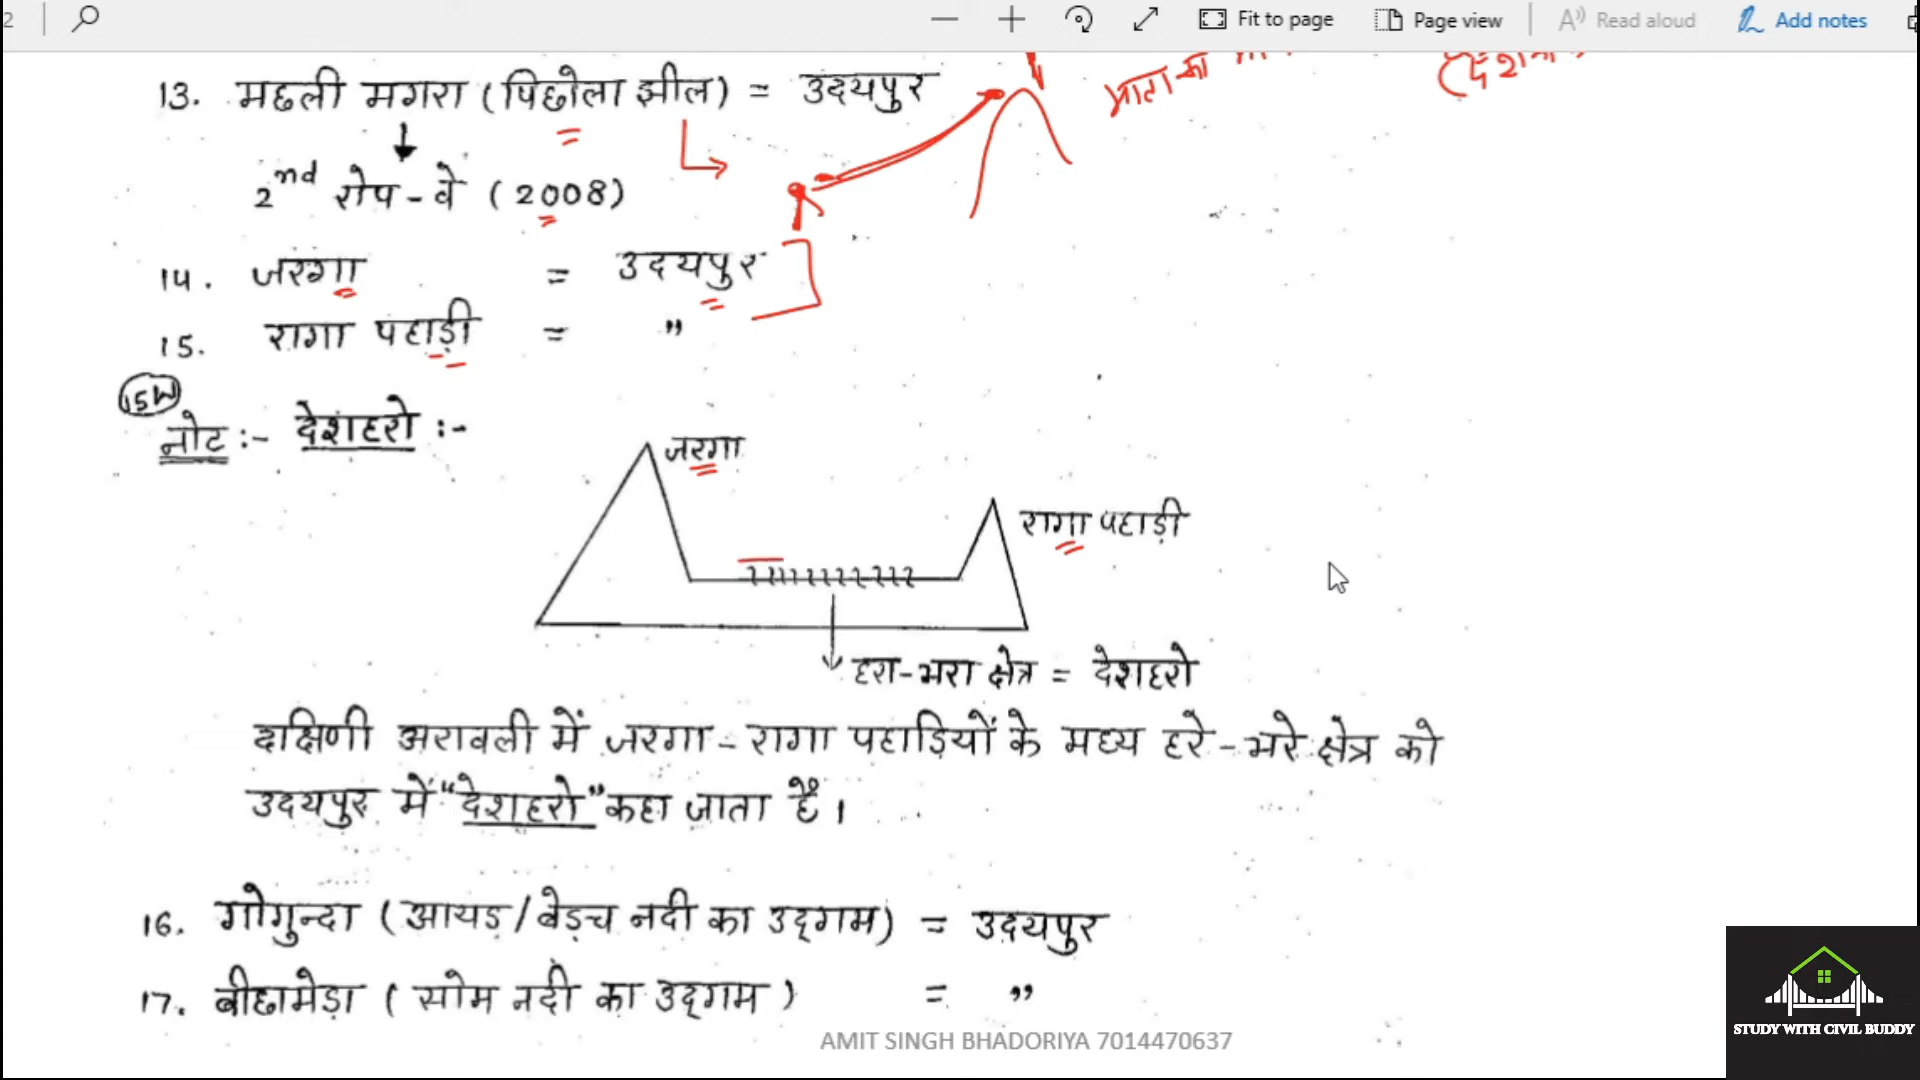 2
Fit to page
Page view
Read aloud
Add notes
13. मछली मगरा (पिछोला झील) = उदयपुर
2nd रोप-वे (2008)
14. जरगा = उदयपुर
15. रागा पहाड़ी = "
नोट :- देशहरो :-
जरगा
रागा पहाड़ी
हरा-भरा क्षेत्र = देशहरो
दक्षिणी अरावली में जरगा - रागा पहाड़ियों के मध्य हरे - भरे क्षेत्र को
उदयपुर में "देशहरो" कहा जाता है।
16. गोगुन्दा (आयड़/बेड़च नदी का उद्गम) = उदयपुर
17. बीछामेड़ा (सोम नदी का उद्गम) = "
AMIT SINGH BHADORIYA 7014470637
STUDY WITH CIVIL BUDDY